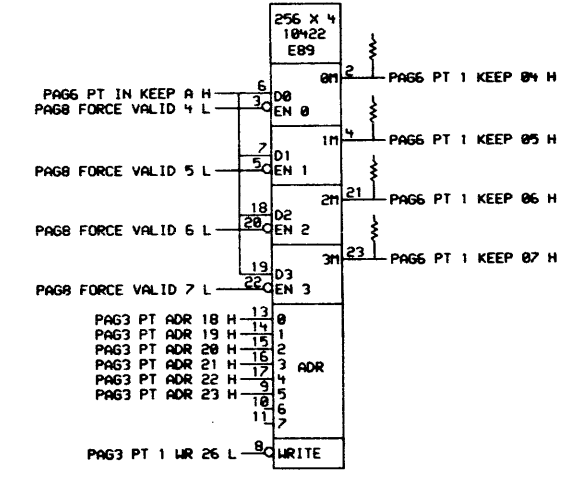 256 X 4
10422
E89
0M 2 PAG6 PT 1 KEEP 04 H
PAG6 PT IN KEEP A H 6 D0
PAG8 FORCE VALID 4 L 3 EN 0
1M 4 PAG6 PT 1 KEEP 05 H
7 D1
PAG8 FORCE VALID 5 L 5 EN 1
2M 21 PAG6 PT 1 KEEP 06 H
18 D2
PAG8 FORCE VALID 6 L 20 EN 2
3M 23 PAG6 PT 1 KEEP 07 H
19 D3
PAG8 FORCE VALID 7 L 22 EN 3
PAG3 PT ADR 18 H 13 0
PAG3 PT ADR 19 H 14 1
PAG3 PT ADR 20 H 15 2
PAG3 PT ADR 21 H 16 3 ADR
PAG3 PT ADR 22 H 17 4
PAG3 PT ADR 23 H 9 5
10 6
11 7
PAG3 PT 1 WR 26 L 8 WRITE